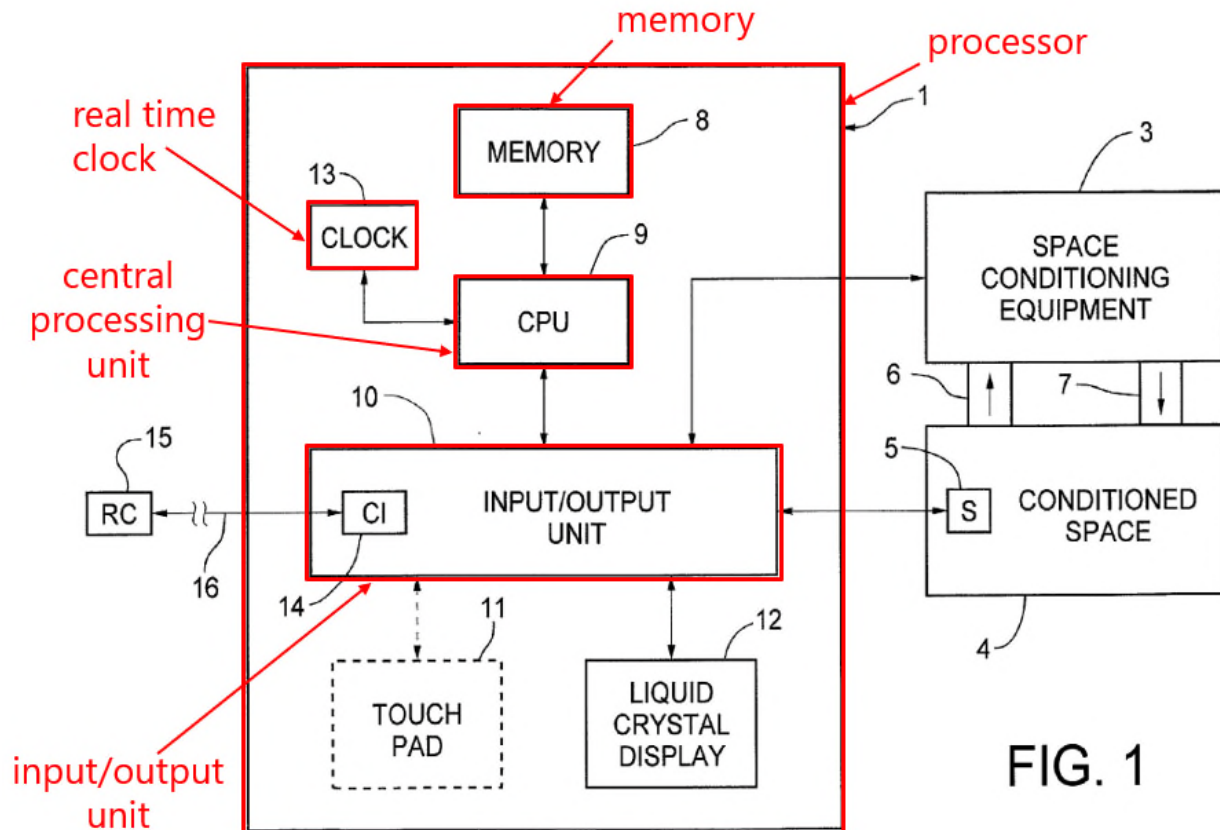 memory
processor
1
real time
clock
MEMORY
8
3
13
CLOCK
9
SPACE
CONDITIONING
EQUIPMENT
central
processing
unit
CPU
6
7
10
15
5
RC
CI
INPUT/OUTPUT
UNIT
S
CONDITIONED
SPACE
16
14
11
12
4
TOUCH
PAD
LIQUID
CRYSTAL
DISPLAY
input/output
unit
FIG. 1